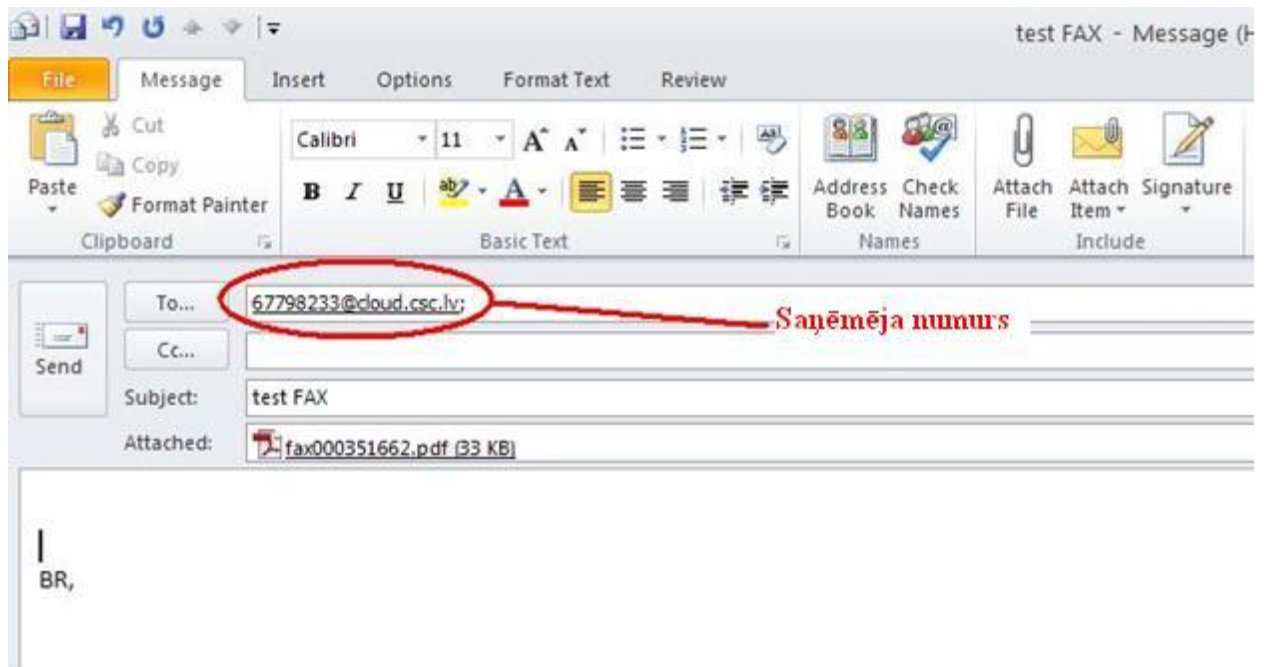 test FAX - Message (H
File Message Insert Options Format Text Review
Paste
Cut
Copy
Format Painter
Clipboard
Calibri 11
B I U
Basic Text
Address Book
Check Names
Names
Attach File
Attach Item
Signature
Include
Send
To... 67798233@cloud.csc.lv;
Saņēmēja numurs
Cc...
Subject: test FAX
Attached: fax000351662.pdf (33 KB)
BR,